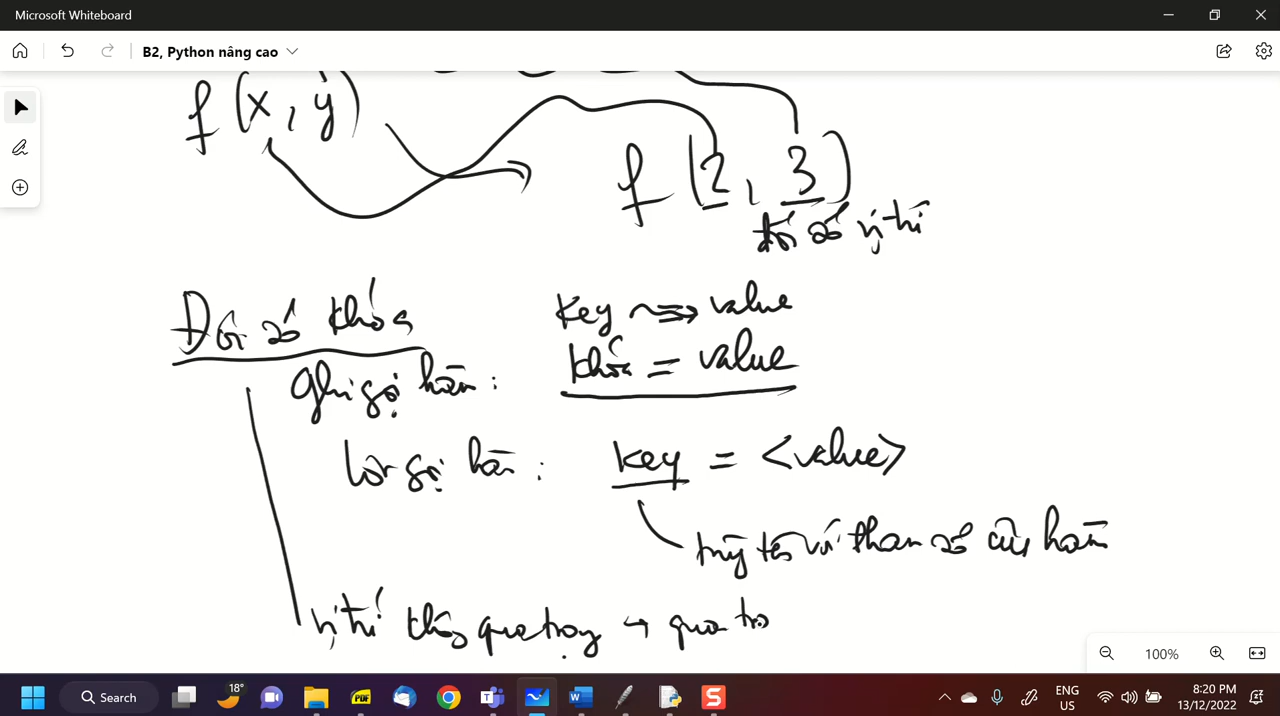 Microsoft Whiteboard
B2, Python nâng cao
f(x, y)
f(2, 3)
đối số vị trí
Đối số khóa
key ⟹ value
khóa = value
Ghi gọi hàm:
lời gọi hàm: key = <value>
trùng tên với tham số của hàm
vị trí không quan trọng → quan trọ
100%
Search
18°
ENG
US
8:20 PM
13/12/2022